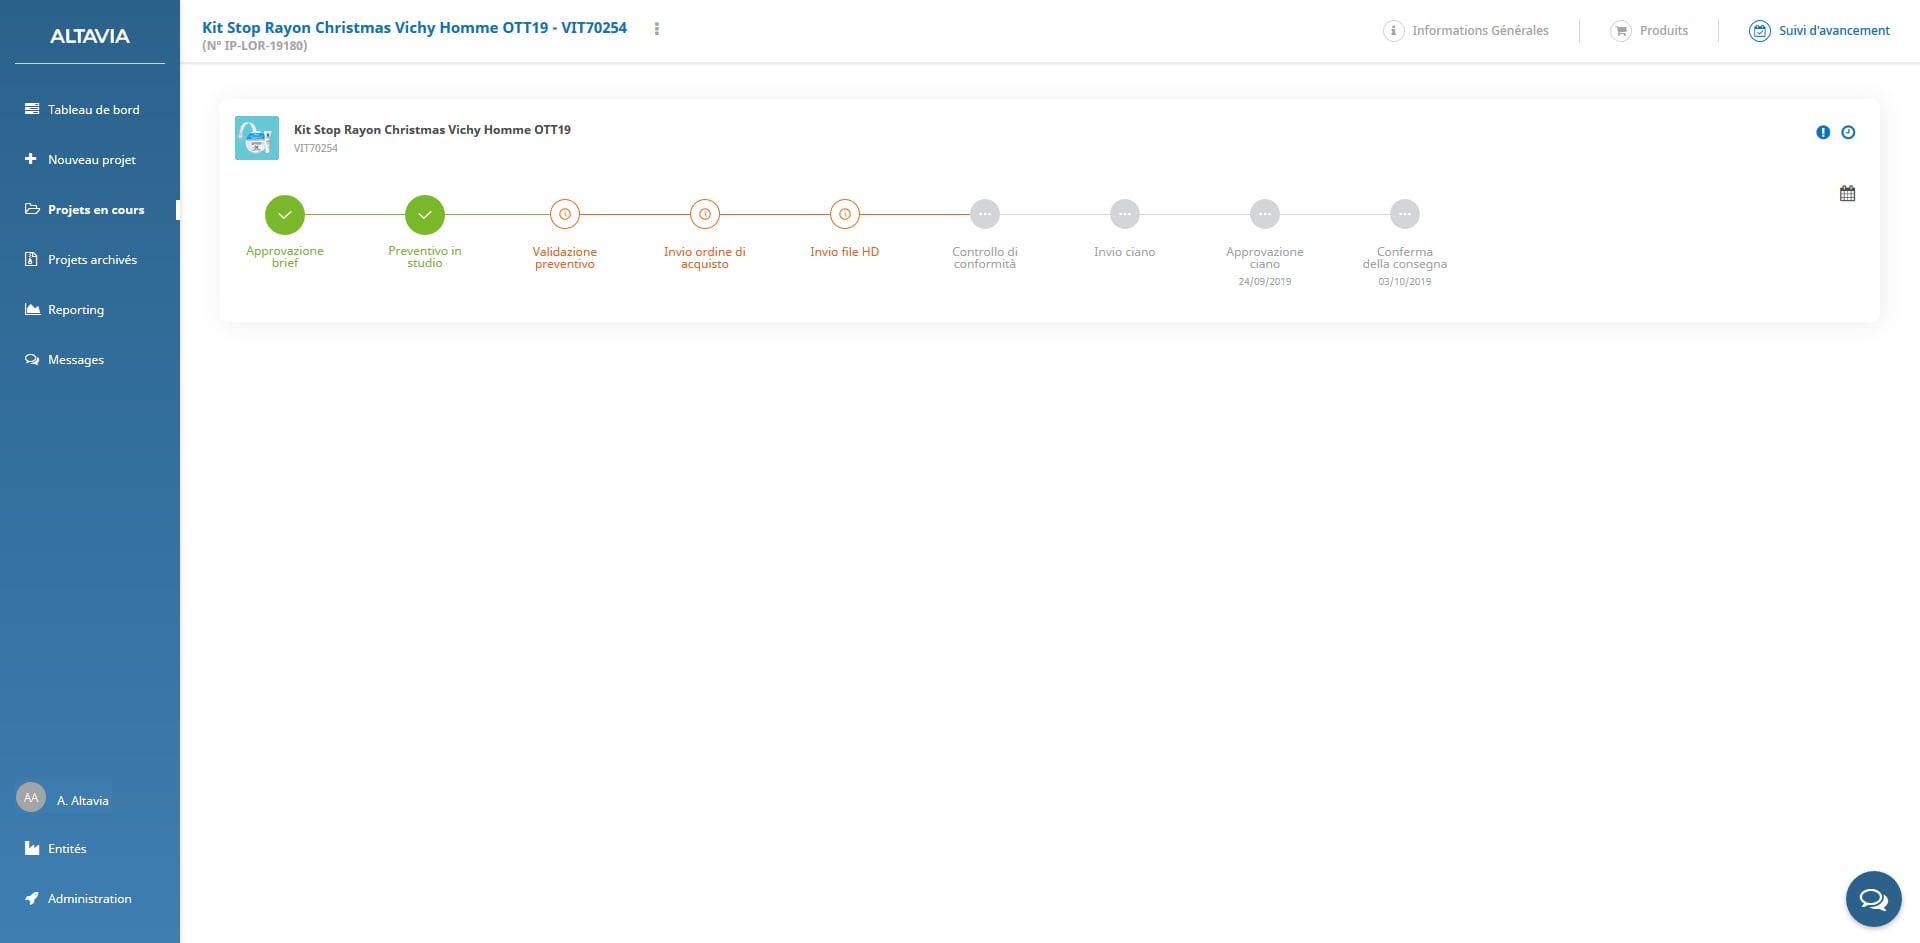 ALTAVIA
Tableau de bord
Nouveau projet
Projets en cours
Projets archivés
Reporting
Messages
AA
A. Altavia
Entités
Administration
Kit Stop Rayon Christmas Vichy Homme OTT19 - VIT70254
(N° IP-LOR-19180)
Informations Générales
Produits
Suivi d'avancement
Kit Stop Rayon Christmas Vichy Homme OTT19
VIT70254
Approvazione
brief
Preventivo in
studio
Validazione
preventivo
Invio ordine di
acquisto
Invio file HD
Controllo di
conformità
Invio ciano
Approvazione
ciano
24/09/2019
Conferma
della consegna
03/10/2019